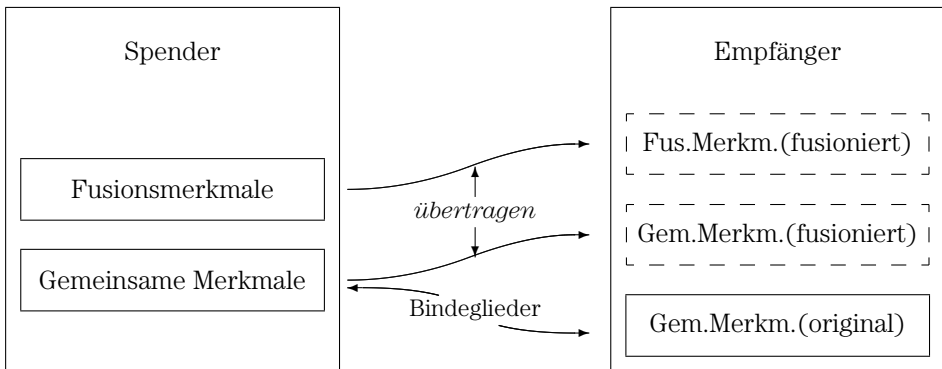 Spender
Empfänger
Fus.Merkm.(fusioniert)
Fusionsmerkmale
übertragen
Gem.Merkm.(fusioniert)
Gemeinsame Merkmale
Bindeglieder
Gem.Merkm.(original)